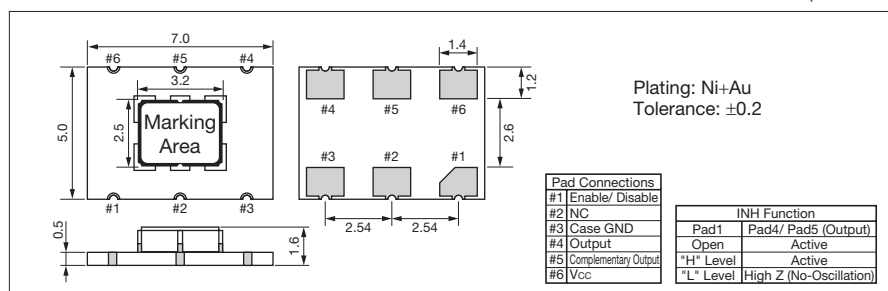 7.0
#6 #5 #4
3.2
5.0
2.5
Marking
Area
#1 #2 #3
0.5
1.6
1.4
1.2
#4 #5 #6
2.6
#3 #2 #1
2.54 2.54
Plating: Ni+Au
Tolerance: ±0.2
Pad Connections
#1 Enable/ Disable
#2 NC
#3 Case GND
#4 Output
#5 Complementary Output
#6 Vcc
INH Function
Pad1 Pad4/ Pad5 (Output)
Open Active
"H" Level Active
"L" Level High Z (No-Oscillation)